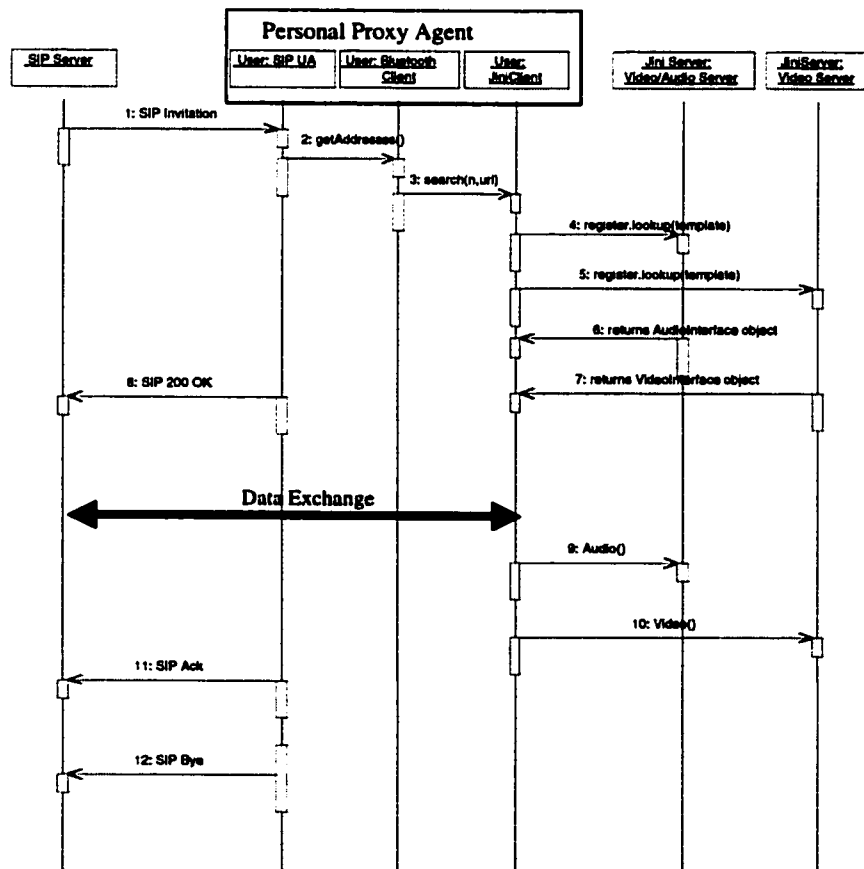 Personal Proxy Agent
SIP Server
User: SIP UA
User: Bluetooth
Client
User:
JiniClient
Jini Server:
Video/Audio Server
JiniServer:
Video Server
1: SIP Invitation
2: getAddresses()
3: search(n,url)
4: register.lookup(template)
5: register.lookup(template)
6: returns AudioInterface object
7: returns VideoInterface object
8: SIP 200 OK
Data Exchange
9: Audio()
10: Video()
11: SIP Ack
12: SIP Bye